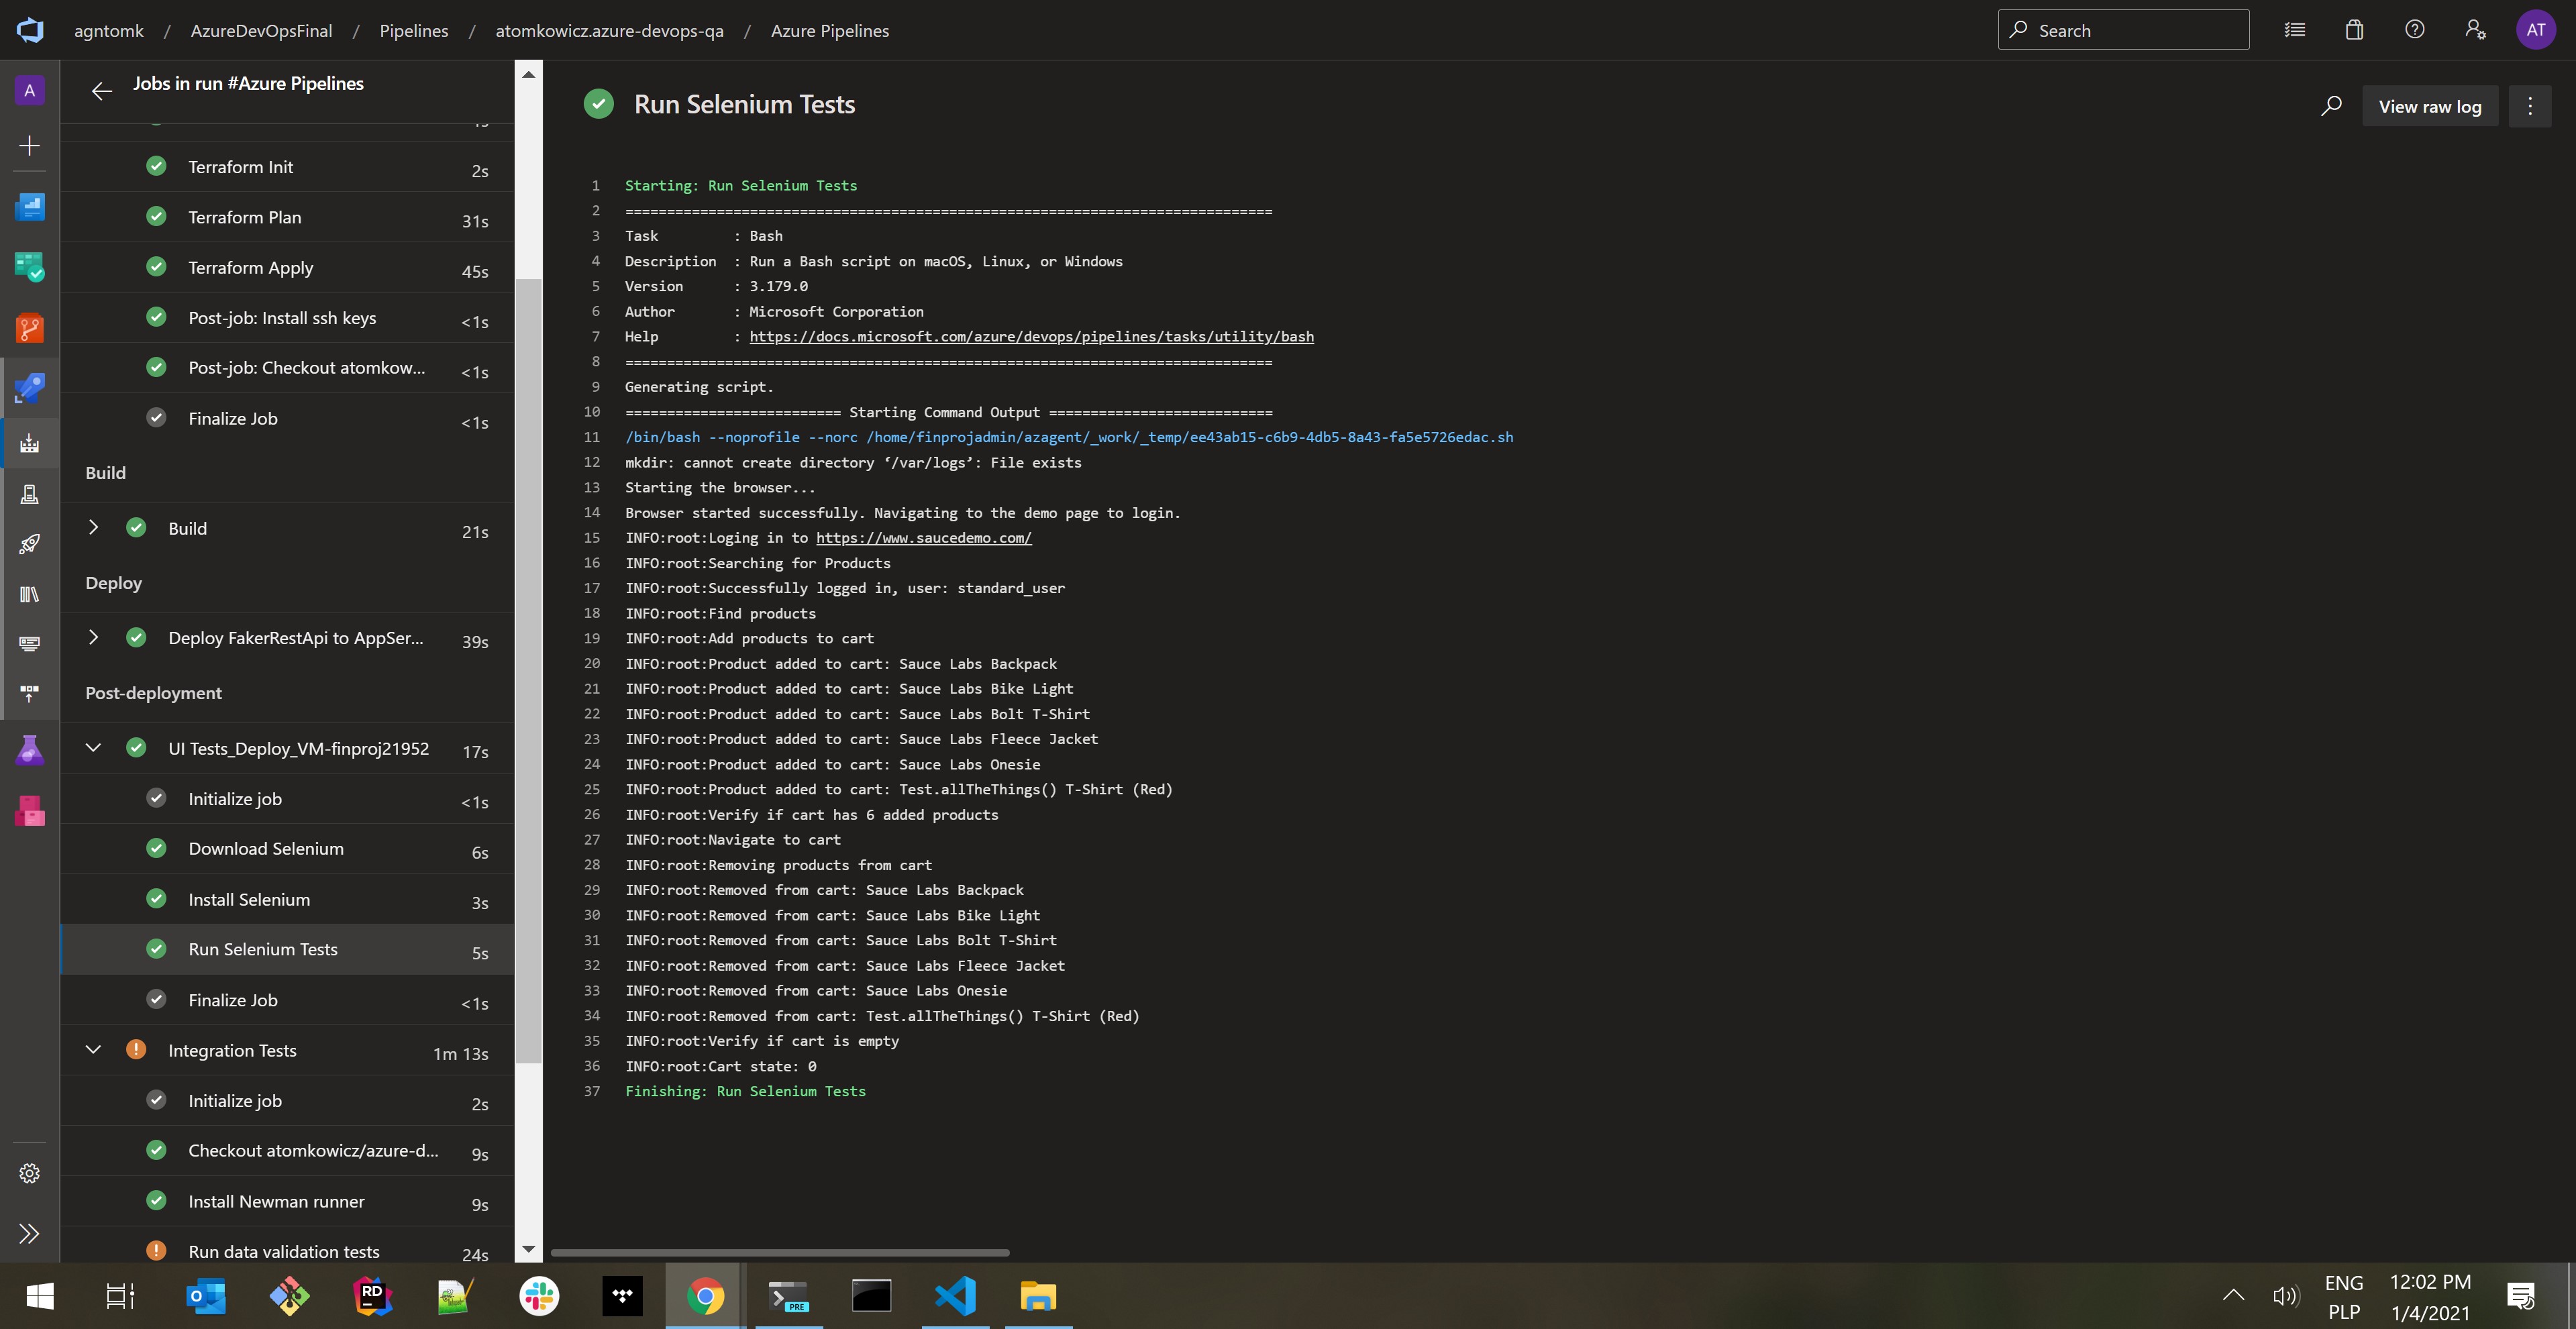 agntomk / AzureDevOpsFinal / Pipelines / atomkowicz.azure-devops-qa / Azure Pipelines
Search
AT
A
Jobs in run #Azure Pipelines
Terraform Init 2s
Terraform Plan 31s
Terraform Apply 45s
Post-job: Install ssh keys <1s
Post-job: Checkout atomkow... <1s
Finalize Job <1s
Build
Build 21s
Deploy
Deploy FakerRestApi to AppSer... 39s
Post-deployment
UI Tests_Deploy_VM-finproj21952 17s
Initialize job <1s
Download Selenium 6s
Install Selenium 3s
Run Selenium Tests 5s
Finalize Job <1s
Integration Tests 1m 13s
Initialize job 2s
Checkout atomkowicz/azure-d... 9s
Install Newman runner 9s
Run data validation tests 24s
Run Selenium Tests
View raw log
1 Starting: Run Selenium Tests
2 ==============================================================================
3 Task         : Bash
4 Description  : Run a Bash script on macOS, Linux, or Windows
5 Version      : 3.179.0
6 Author       : Microsoft Corporation
7 Help         : https://docs.microsoft.com/azure/devops/pipelines/tasks/utility/bash
8 ==============================================================================
9 Generating script.
10 ========================== Starting Command Output ===========================
11 /bin/bash --noprofile --norc /home/finprojadmin/azagent/_work/_temp/ee43ab15-c6b9-4db5-8a43-fa5e5726edac.sh
12 mkdir: cannot create directory ‘/var/logs’: File exists
13 Starting the browser...
14 Browser started successfully. Navigating to the demo page to login.
15 INFO:root:Loging in to https://www.saucedemo.com/
16 INFO:root:Searching for Products
17 INFO:root:Successfully logged in, user: standard_user
18 INFO:root:Find products
19 INFO:root:Add products to cart
20 INFO:root:Product added to cart: Sauce Labs Backpack
21 INFO:root:Product added to cart: Sauce Labs Bike Light
22 INFO:root:Product added to cart: Sauce Labs Bolt T-Shirt
23 INFO:root:Product added to cart: Sauce Labs Fleece Jacket
24 INFO:root:Product added to cart: Sauce Labs Onesie
25 INFO:root:Product added to cart: Test.allTheThings() T-Shirt (Red)
26 INFO:root:Verify if cart has 6 added products
27 INFO:root:Navigate to cart
28 INFO:root:Removing products from cart
29 INFO:root:Removed from cart: Sauce Labs Backpack
30 INFO:root:Removed from cart: Sauce Labs Bike Light
31 INFO:root:Removed from cart: Sauce Labs Bolt T-Shirt
32 INFO:root:Removed from cart: Sauce Labs Fleece Jacket
33 INFO:root:Removed from cart: Sauce Labs Onesie
34 INFO:root:Removed from cart: Test.allTheThings() T-Shirt (Red)
35 INFO:root:Verify if cart is empty
36 INFO:root:Cart state: 0
37 Finishing: Run Selenium Tests
RD
PRE
ENG
PLP
12:02 PM
1/4/2021